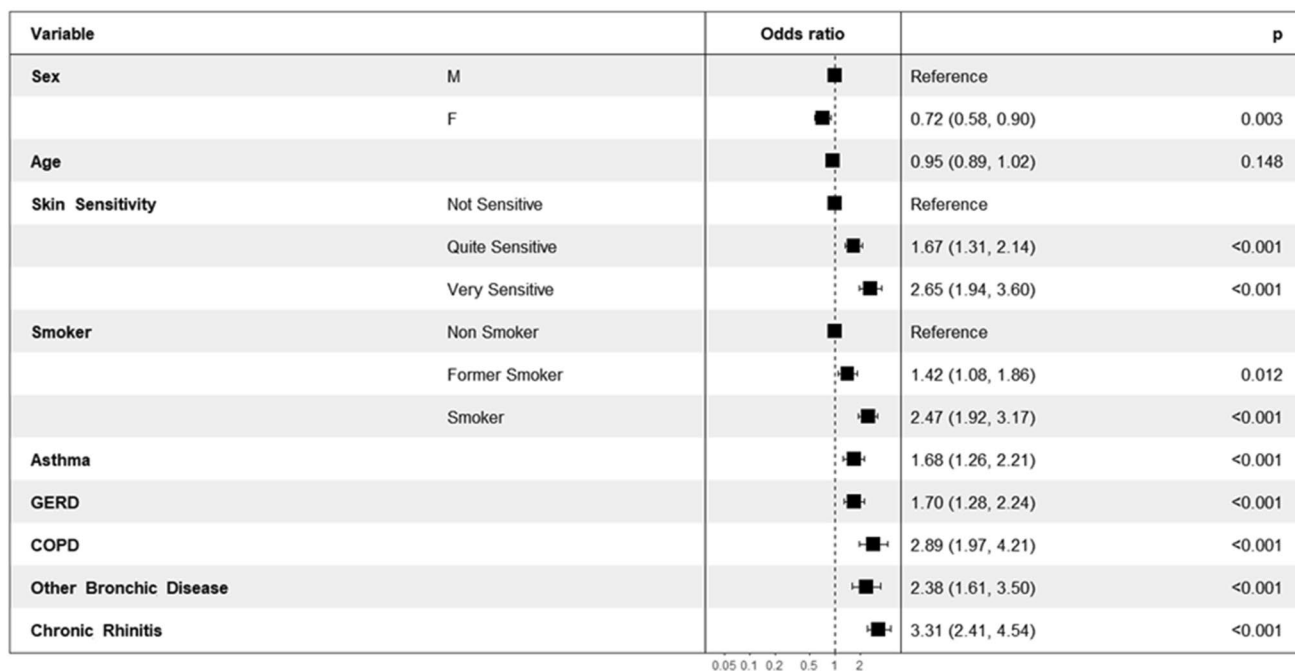 Variable Odds ratio p
Sex M Reference
F 0.72 (0.58, 0.90) 0.003
Age 0.95 (0.89, 1.02) 0.148
Skin Sensitivity Not Sensitive Reference
Quite Sensitive 1.67 (1.31, 2.14) <0.001
Very Sensitive 2.65 (1.94, 3.60) <0.001
Smoker Non Smoker Reference
Former Smoker 1.42 (1.08, 1.86) 0.012
Smoker 2.47 (1.92, 3.17) <0.001
Asthma 1.68 (1.26, 2.21) <0.001
GERD 1.70 (1.28, 2.24) <0.001
COPD 2.89 (1.97, 4.21) <0.001
Other Bronchic Disease 2.38 (1.61, 3.50) <0.001
Chronic Rhinitis 3.31 (2.41, 4.54) <0.001
0.05 0.1 0.2 0.5 1 2